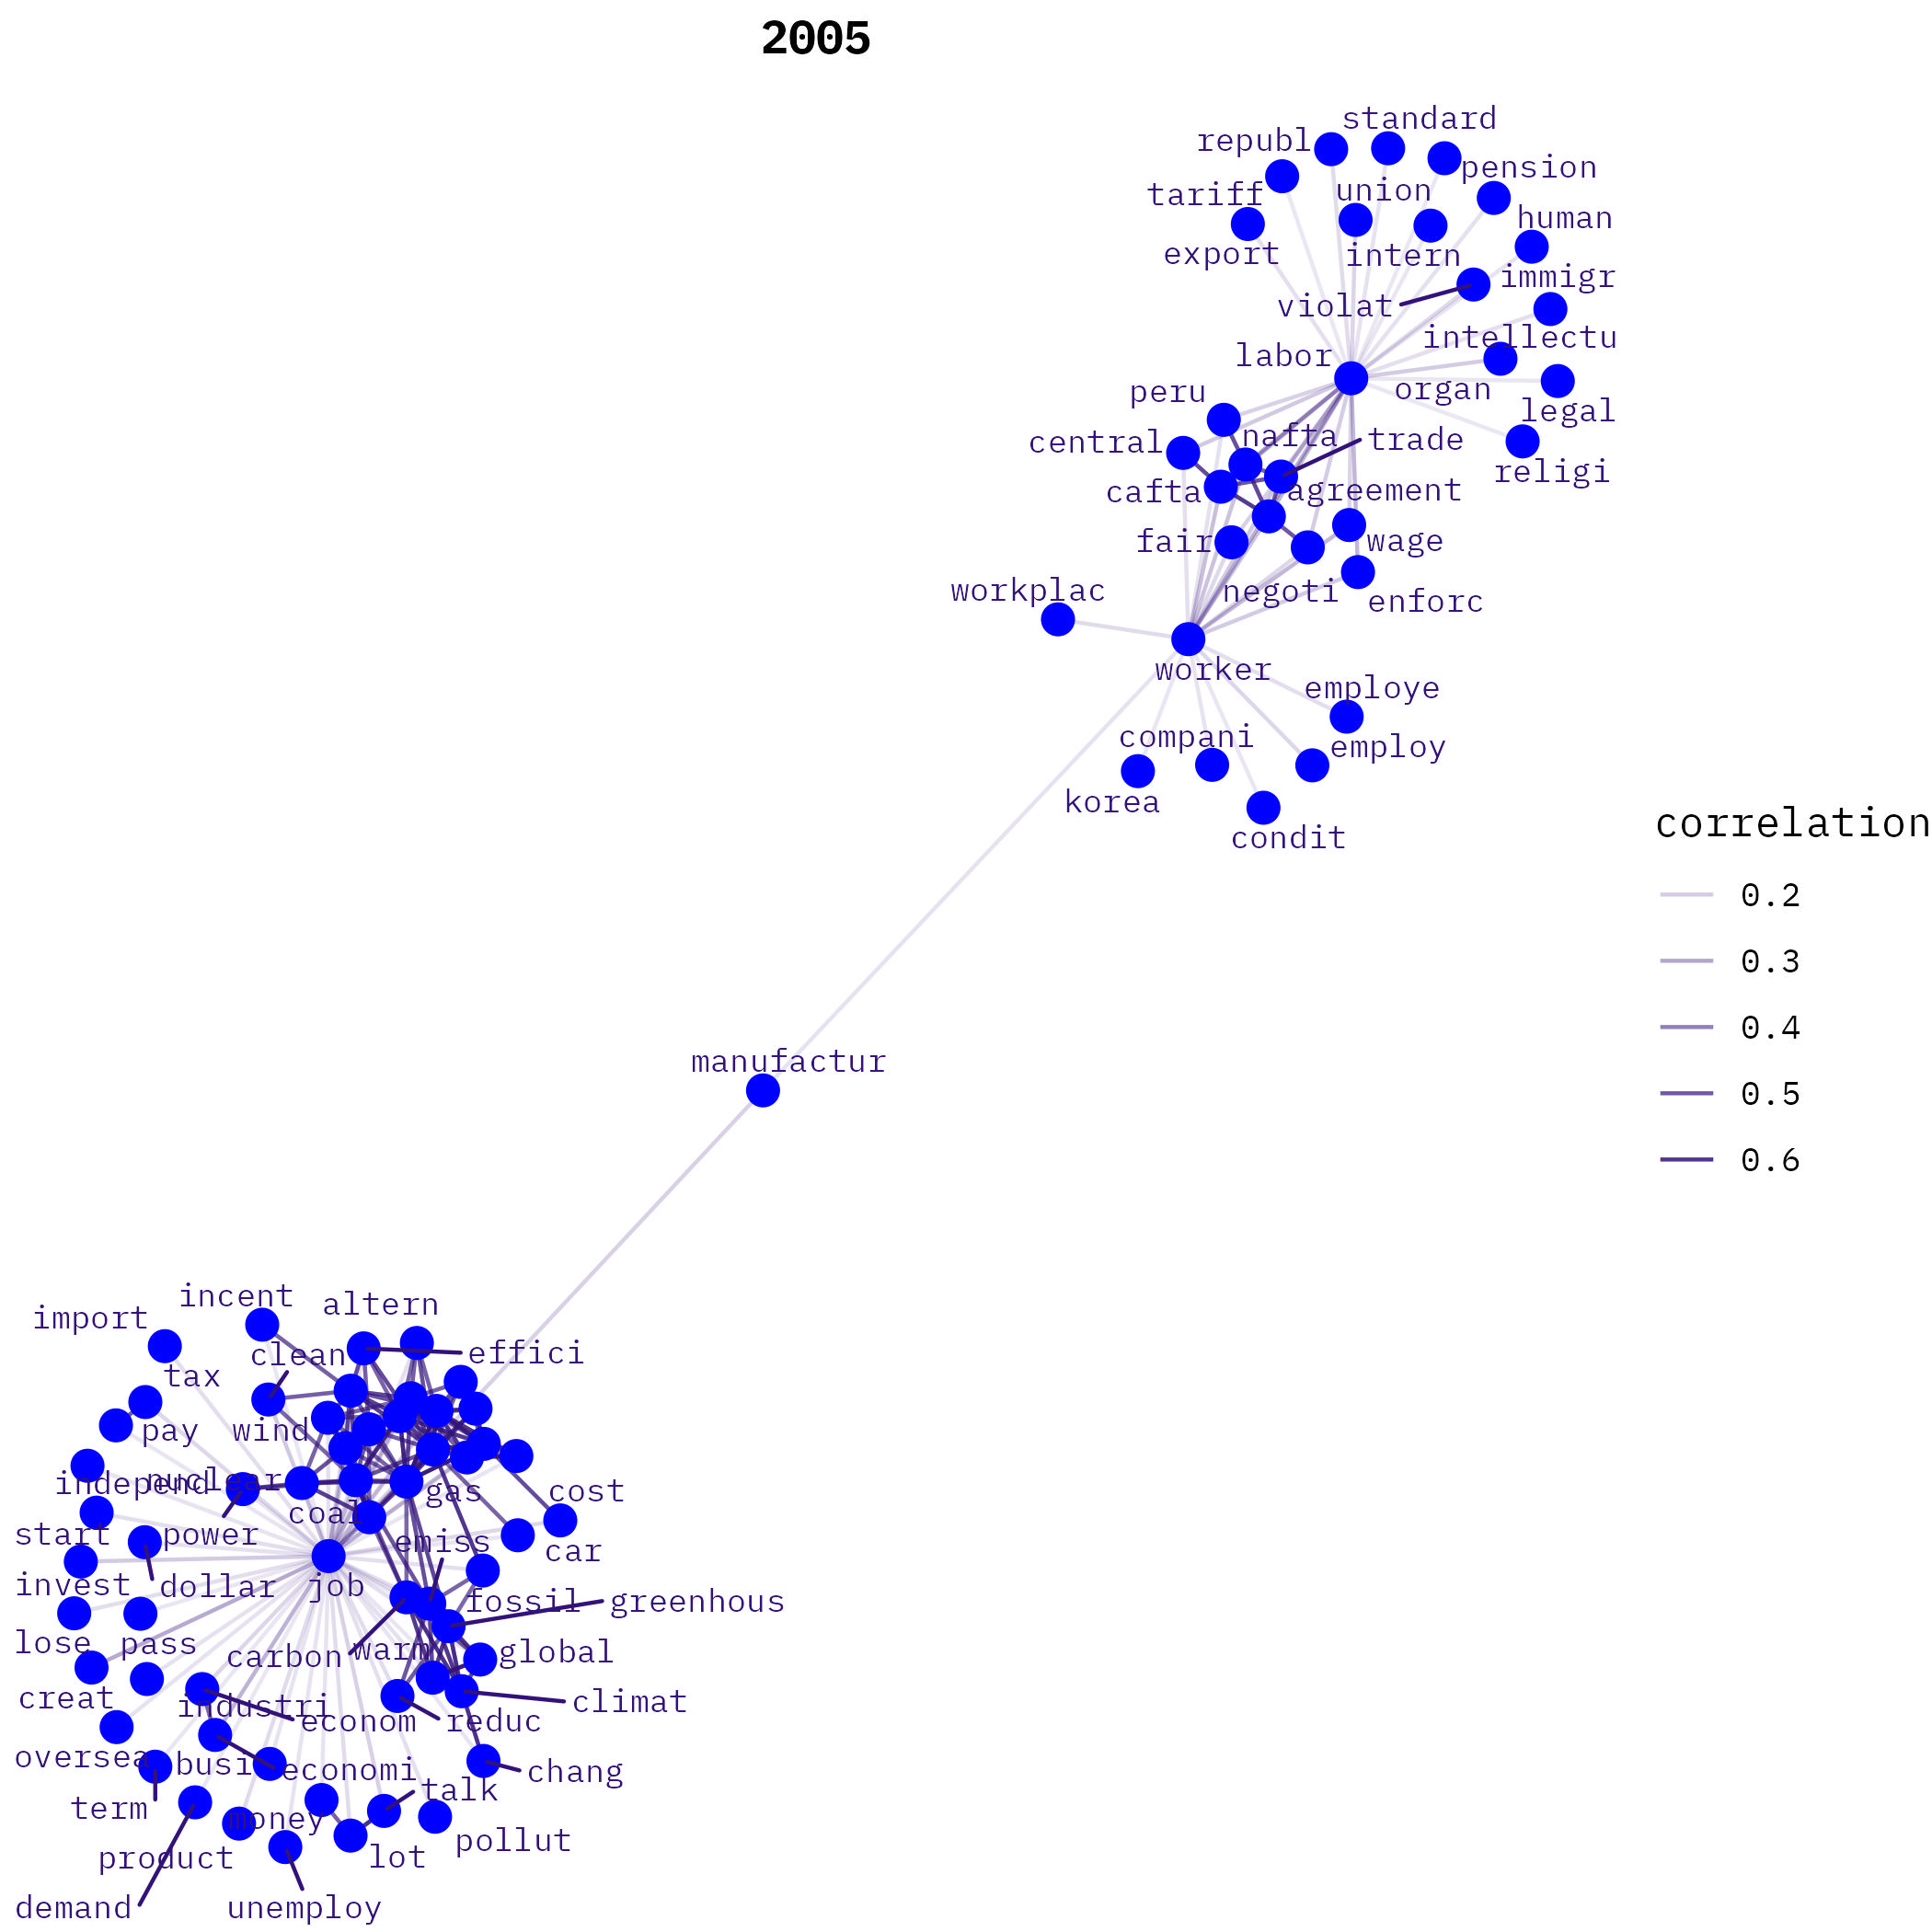 2005
standard
republ
pension
union
tariff
human
export
intern
immigr
violat
intellectu
labor
organ
peru
legal
nafta
trade
central
religi
cafta
agreement
fair
wage
workplac
negoti
enforc
worker
employe
compani
employ
korea
condit
correlation
0.2
0.3
0.4
0.5
0.6
manufactur
incent
altern
import
clean
effici
tax
pay
wind
independ
nuclear
gas
cost
coal
start
power
emiss
car
invest
dollar
job
fossil
greenhous
lose
pass
carbon
warm
global
creat
industri
econom
reduc
climat
oversea
busi
economi
chang
talk
term
money
pollut
product
lot
demand
unemploy